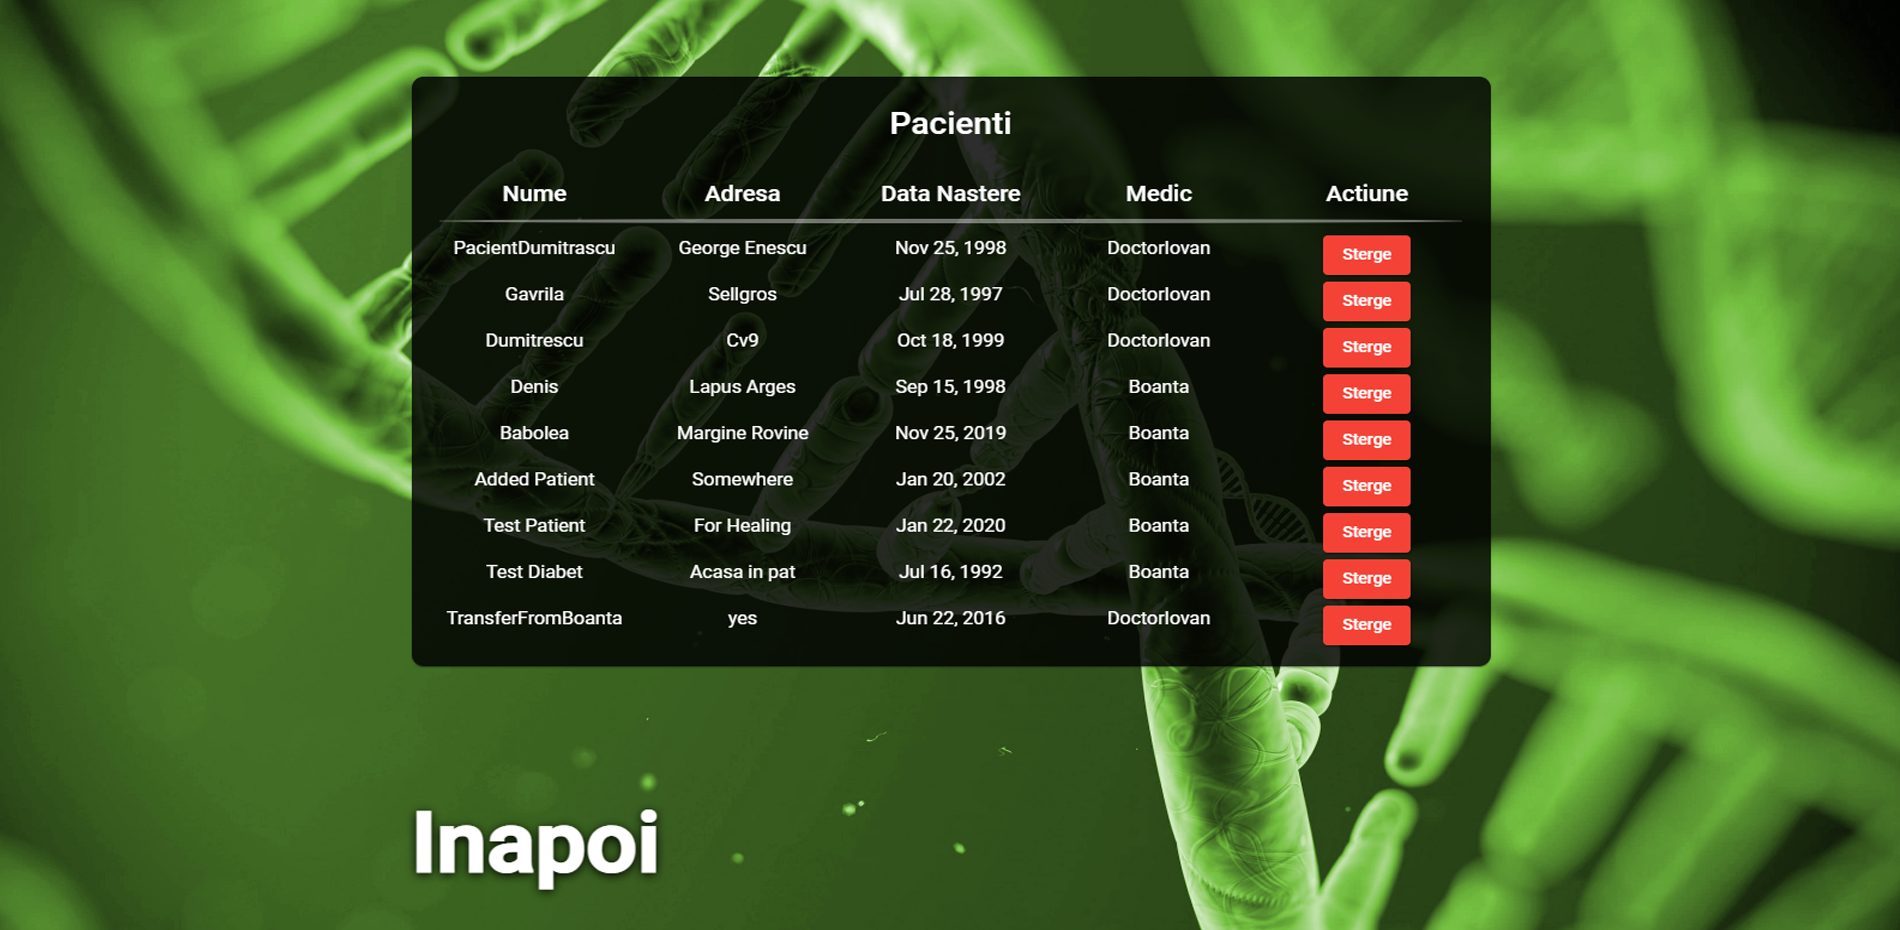 Pacienti
Nume Adresa Data Nastere Medic Actiune
PacientDumitrascu George Enescu Nov 25, 1998 DoctorIovan Sterge
Gavrila Sellgros Jul 28, 1997 DoctorIovan Sterge
Dumitrescu Cv9 Oct 18, 1999 DoctorIovan Sterge
Denis Lapus Arges Sep 15, 1998 Boanta Sterge
Babolea Margine Rovine Nov 25, 2019 Boanta Sterge
Added Patient Somewhere Jan 20, 2002 Boanta Sterge
Test Patient For Healing Jan 22, 2020 Boanta Sterge
Test Diabet Acasa in pat Jul 16, 1992 Boanta Sterge
TransferFromBoanta yes Jun 22, 2016 DoctorIovan Sterge
Inapoi